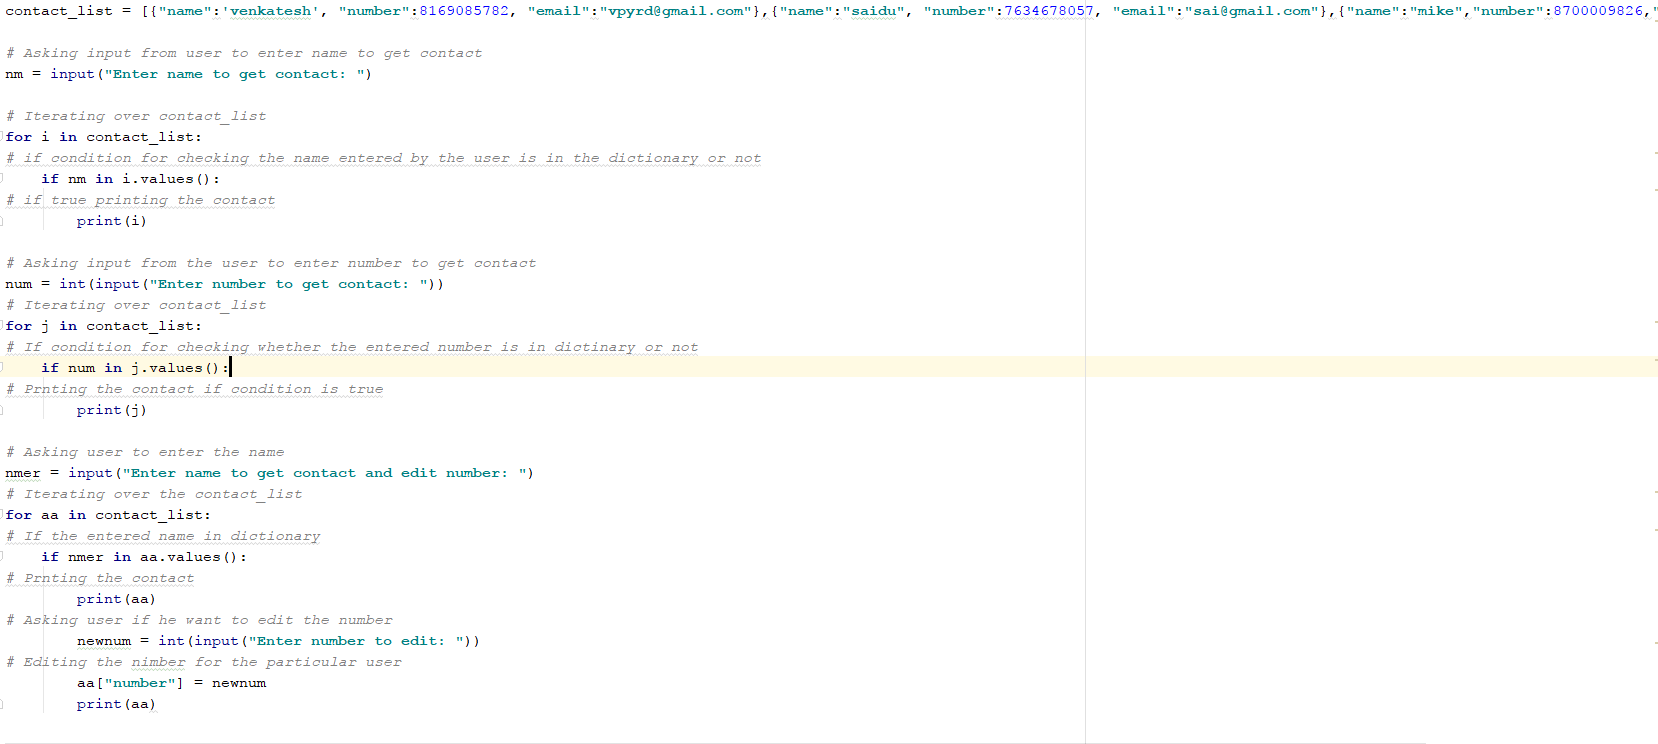 contact_list = [{"name":'venkatesh', "number":8169085782, "email":"vpyrd@gmail.com"},{"name":"saidu", "number":7634678057, "email":"sai@gmail.com"},{"name":"mike","number":8700009826,"
# Asking input from user to enter name to get contact
nm = input("Enter name to get contact: ")
# Iterating over contact_list
for i in contact_list:
# if condition for checking the name entered by the user is in the dictionary or not
    if nm in i.values():
# if true printing the contact
        print(i)
# Asking input from the user to enter number to get contact
num = int(input("Enter number to get contact: "))
# Iterating over contact_list
for j in contact_list:
# If condition for checking whether the entered number is in dictinary or not
    if num in j.values():
# Prnting the contact if condition is true
        print(j)
# Asking user to enter the name
nmer = input("Enter name to get contact and edit number: ")
# Iterating over the contact_list
for aa in contact_list:
# If the entered name in dictionary
    if nmer in aa.values():
# Prnting the contact
        print(aa)
# Asking user if he want to edit the number
        newnum = int(input("Enter number to edit: "))
# Editing the nimber for the particular user
        aa["number"] = newnum
        print(aa)